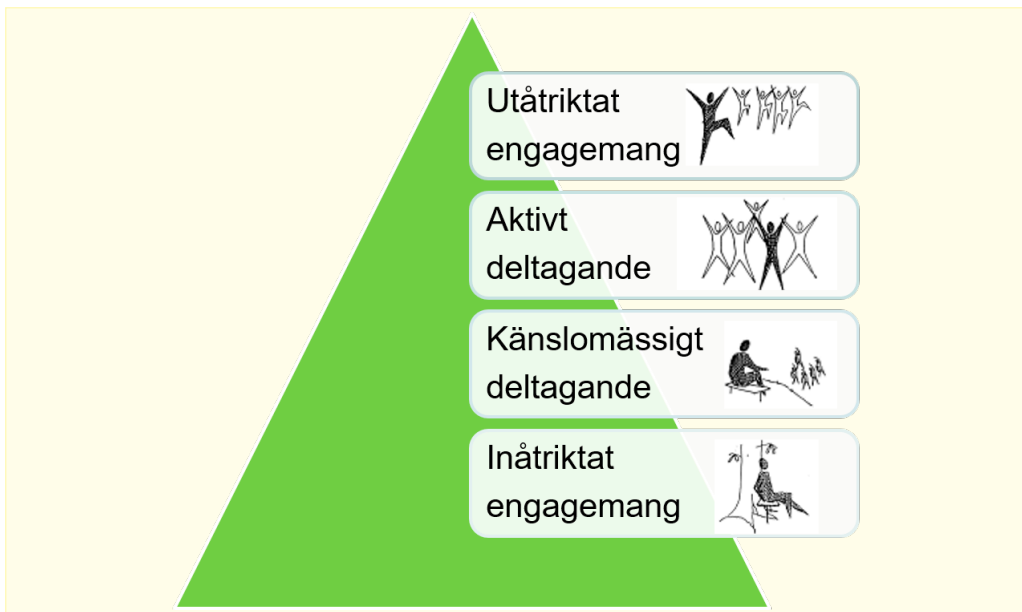 Utåtriktat
engagemang
Aktivt
deltagande
Känslomässigt
deltagande
Inåtriktat
engagemang